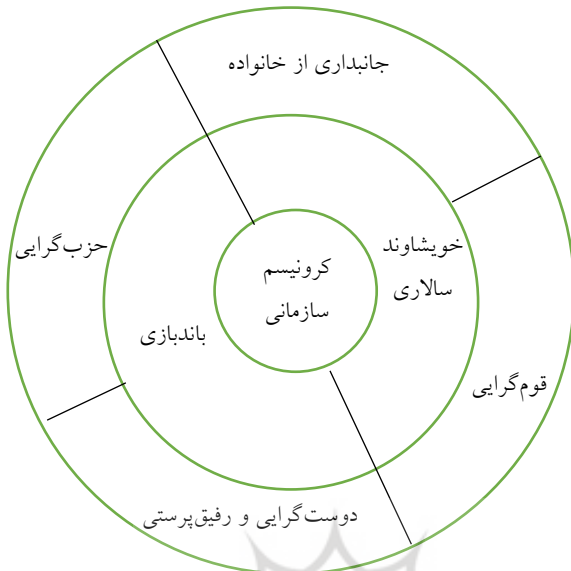 جانبداری از خانواده
خویشاوند
سالاری
حزب‌گرایی
کرونیسم
سازمانی
باندبازی
قوم‌گرایی
دوست‌گرایی و رفیق‌پرستی